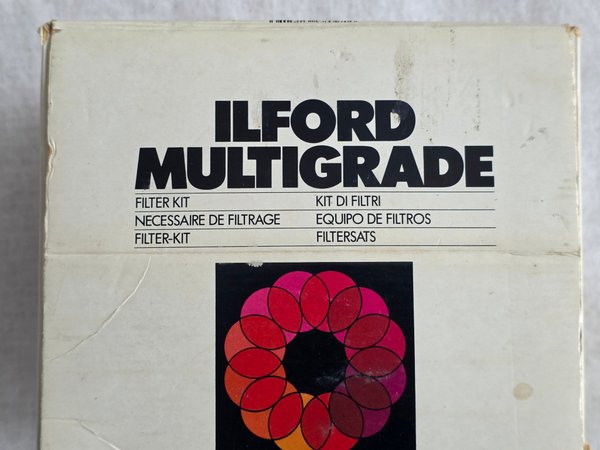 ILFORD
MULTIGRADE
FILTER KIT KIT DI FILTRI
NECESSAIRE DE FILTRAGE EQUIPO DE FILTROS
FILTER-KIT FILTERSATS